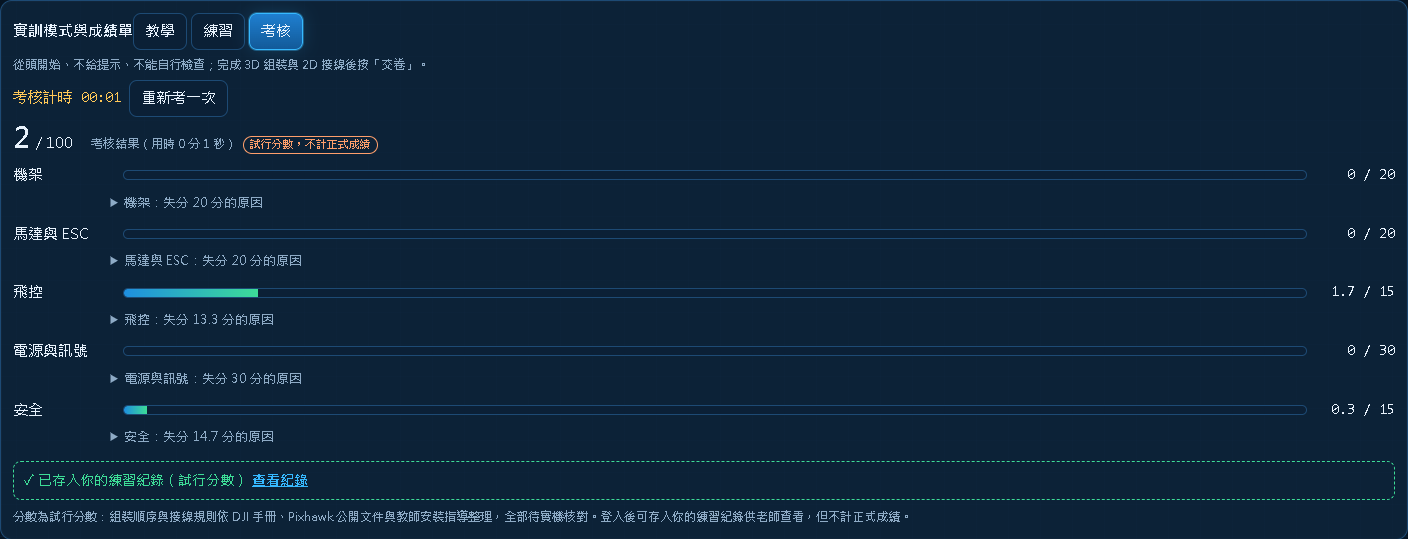 實訓模式與成績單 教學 練習 考核
從頭開始、不給提示、不能自行檢查；完成 3D 組裝與 2D 接線後按「交卷」。
考核計時 00:01 重新考一次
2 / 100 考核結果（用時 0 分 1 秒） 試行分數，不計正式成績
機架 0 / 20
▶ 機架：失分 20 分的原因
馬達與 ESC 0 / 20
▶ 馬達與 ESC：失分 20 分的原因
飛控 1.7 / 15
▶ 飛控：失分 13.3 分的原因
電源與訊號 0 / 30
▶ 電源與訊號：失分 30 分的原因
安全 0.3 / 15
▶ 安全：失分 14.7 分的原因
✓ 已存入你的練習紀錄（試行分數） 查看紀錄
分數為試行分數：組裝順序與接線規則依 DJI 手冊、Pixhawk 公開文件與教師安裝指導整理，全部待實機核對。登入後可存入你的練習紀錄供老師查看，但不計正式成績。